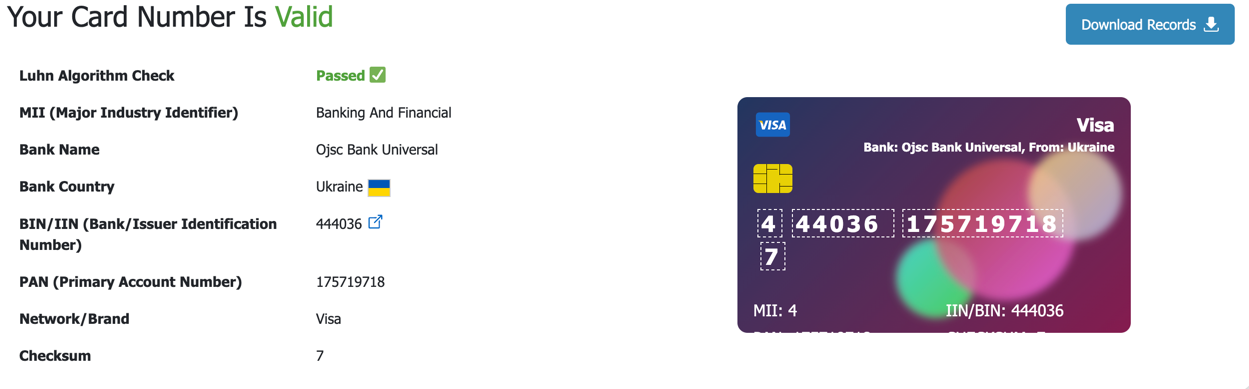 Your Card Number Is Valid
Download Records
Luhn Algorithm Check Passed ✅
MII (Major Industry Identifier) Banking And Financial
Bank Name Ojsc Bank Universal
Bank Country Ukraine
BIN/IIN (Bank/Issuer Identification Number) 444036
PAN (Primary Account Number) 175719718
Network/Brand Visa
Checksum 7
VISA Visa
Bank: Ojsc Bank Universal, From: Ukraine
4 44036 175719718
7
MII: 4 IIN/BIN: 444036